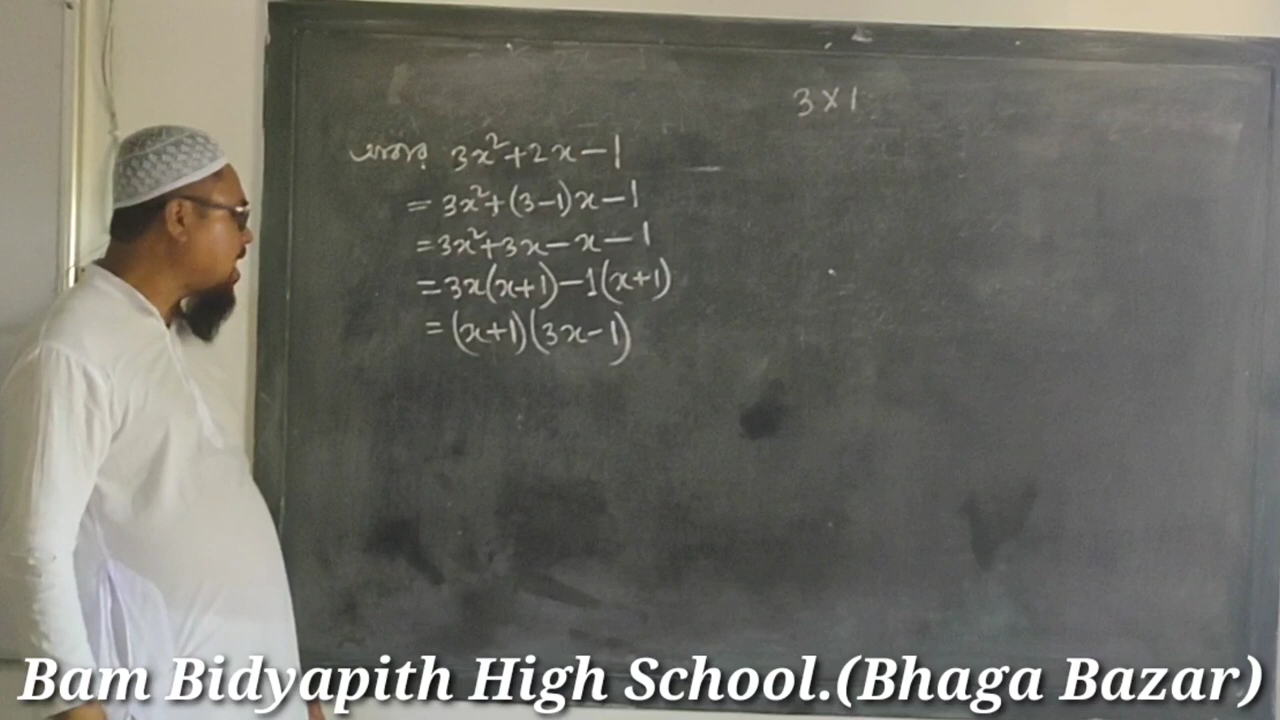 3 × 1
3x²+2x-1
= 3x²+(3-1)x-1
=3x²+3x-x-1
=3x(x+1)-1(x+1)
=(x+1)(3x-1)
Bam Bidyapith High School.(Bhaga Bazar)